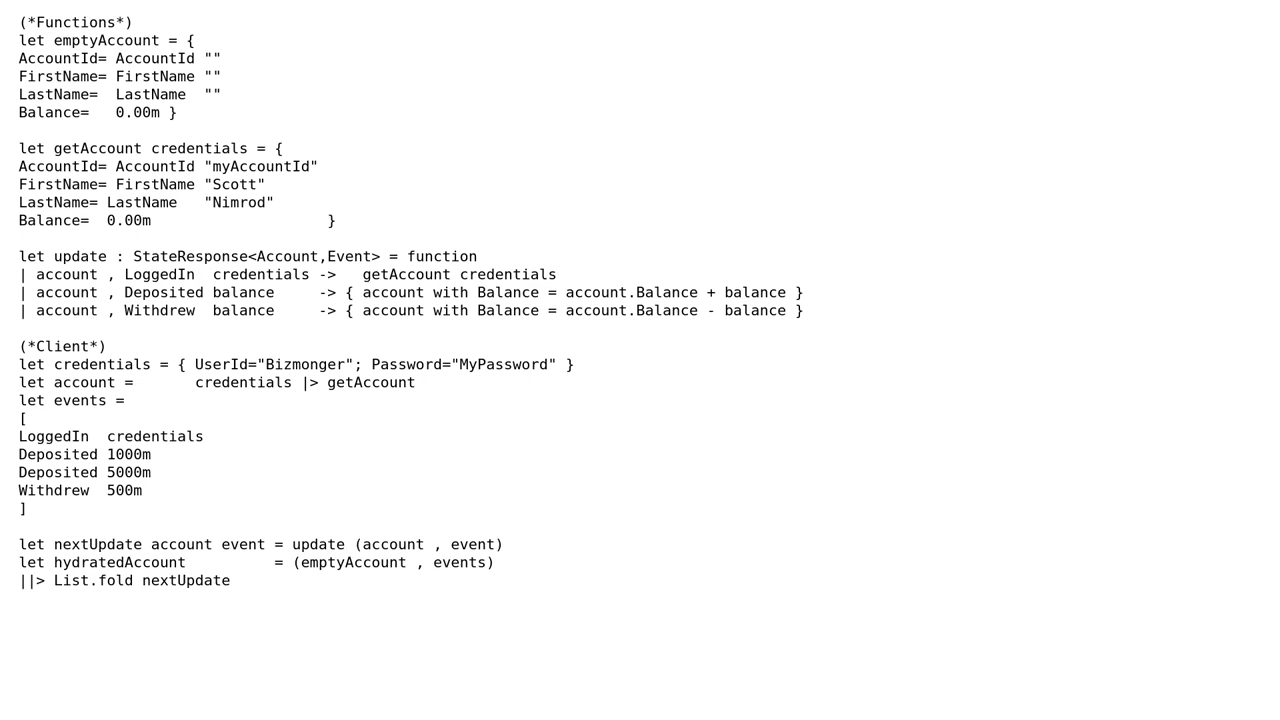 (*Functions*)
let emptyAccount = {
AccountId= AccountId ""
FirstName= FirstName ""
LastName=  LastName  ""
Balance=   0.00m }

let getAccount credentials = {
AccountId= AccountId "myAccountId"
FirstName= FirstName "Scott"
LastName= LastName   "Nimrod"
Balance=  0.00m                    }

let update : StateResponse<Account,Event> = function
| account , LoggedIn  credentials ->   getAccount credentials
| account , Deposited balance     -> { account with Balance = account.Balance + balance }
| account , Withdrew  balance     -> { account with Balance = account.Balance - balance }

(*Client*)
let credentials = { UserId="Bizmonger"; Password="MyPassword" }
let account =       credentials |> getAccount
let events =
[
LoggedIn  credentials
Deposited 1000m
Deposited 5000m
Withdrew  500m
]

let nextUpdate account event = update (account , event)
let hydratedAccount          = (emptyAccount , events)
||> List.fold nextUpdate